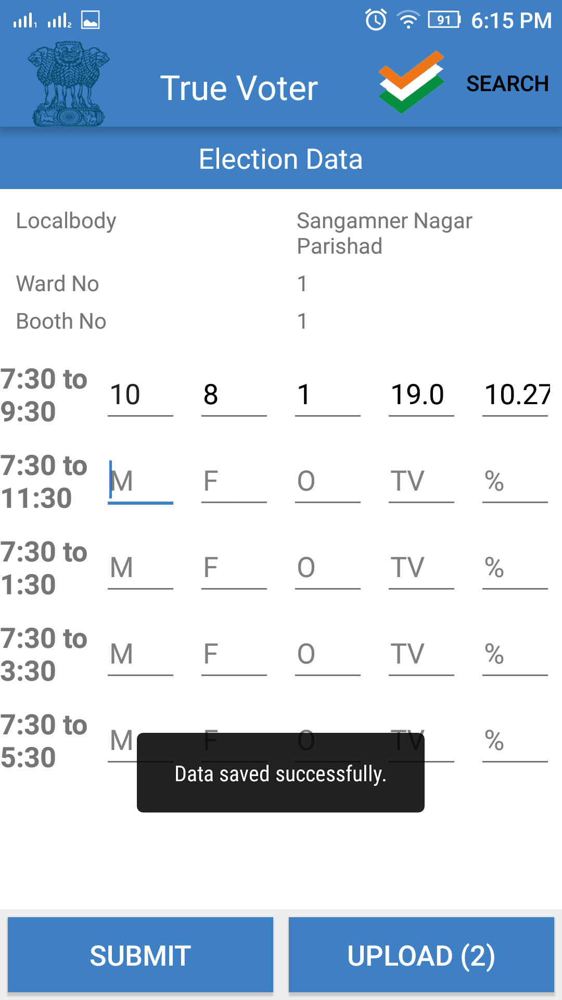 1 2 91 6:15 PM
True Voter SEARCH
Election Data
Localbody Sangamner Nagar
Parishad
Ward No 1
Booth No 1
7:30 to
9:30 10 8 1 19.0 10.27
7:30 to
11:30 M F O TV %
7:30 to
1:30 M F O TV %
7:30 to
3:30 M F O TV %
7:30 to
5:30 M F O TV %
Data saved successfully.
SUBMIT UPLOAD (2)